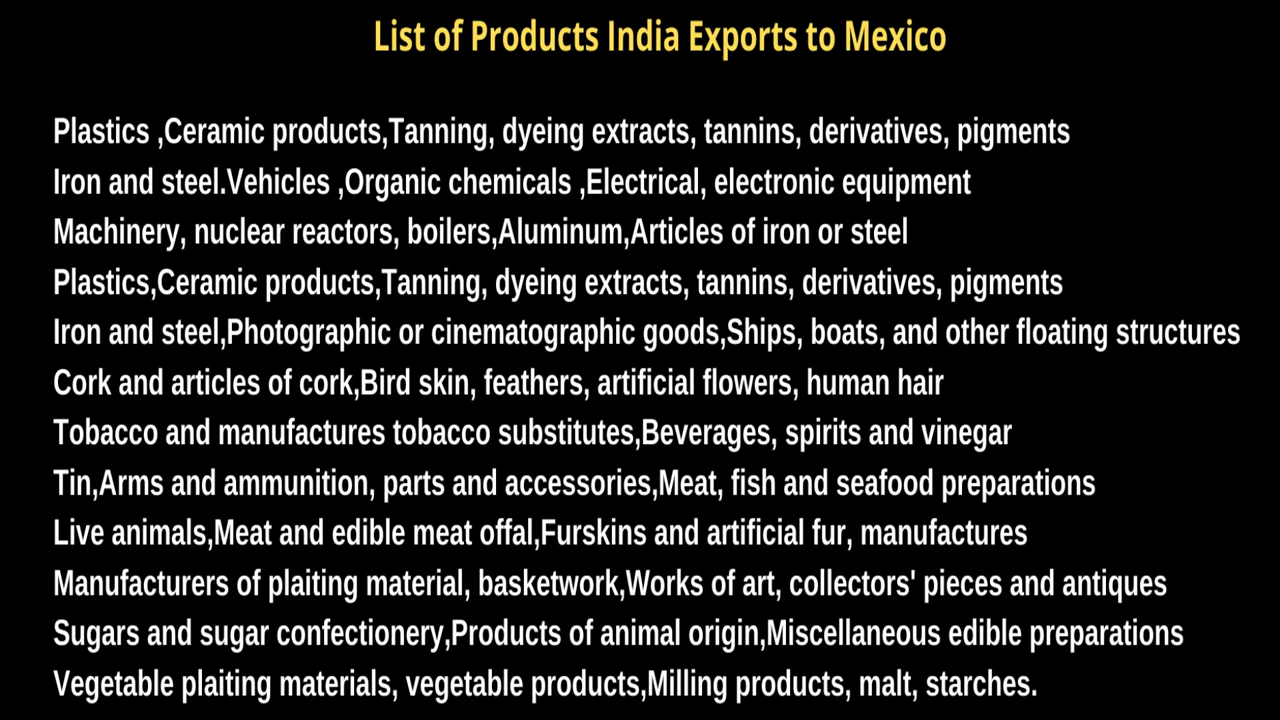 List of Products India Exports to Mexico
Plastics ,Ceramic products,Tanning, dyeing extracts, tannins, derivatives, pigments
Iron and steel.Vehicles ,Organic chemicals ,Electrical, electronic equipment
Machinery, nuclear reactors, boilers,Aluminum,Articles of iron or steel
Plastics,Ceramic products,Tanning, dyeing extracts, tannins, derivatives, pigments
Iron and steel,Photographic or cinematographic goods,Ships, boats, and other floating structures
Cork and articles of cork,Bird skin, feathers, artificial flowers, human hair
Tobacco and manufactures tobacco substitutes,Beverages, spirits and vinegar
Tin,Arms and ammunition, parts and accessories,Meat, fish and seafood preparations
Live animals,Meat and edible meat offal,Furskins and artificial fur, manufactures
Manufacturers of plaiting material, basketwork,Works of art, collectors' pieces and antiques
Sugars and sugar confectionery,Products of animal origin,Miscellaneous edible preparations
Vegetable plaiting materials, vegetable products,Milling products, malt, starches.